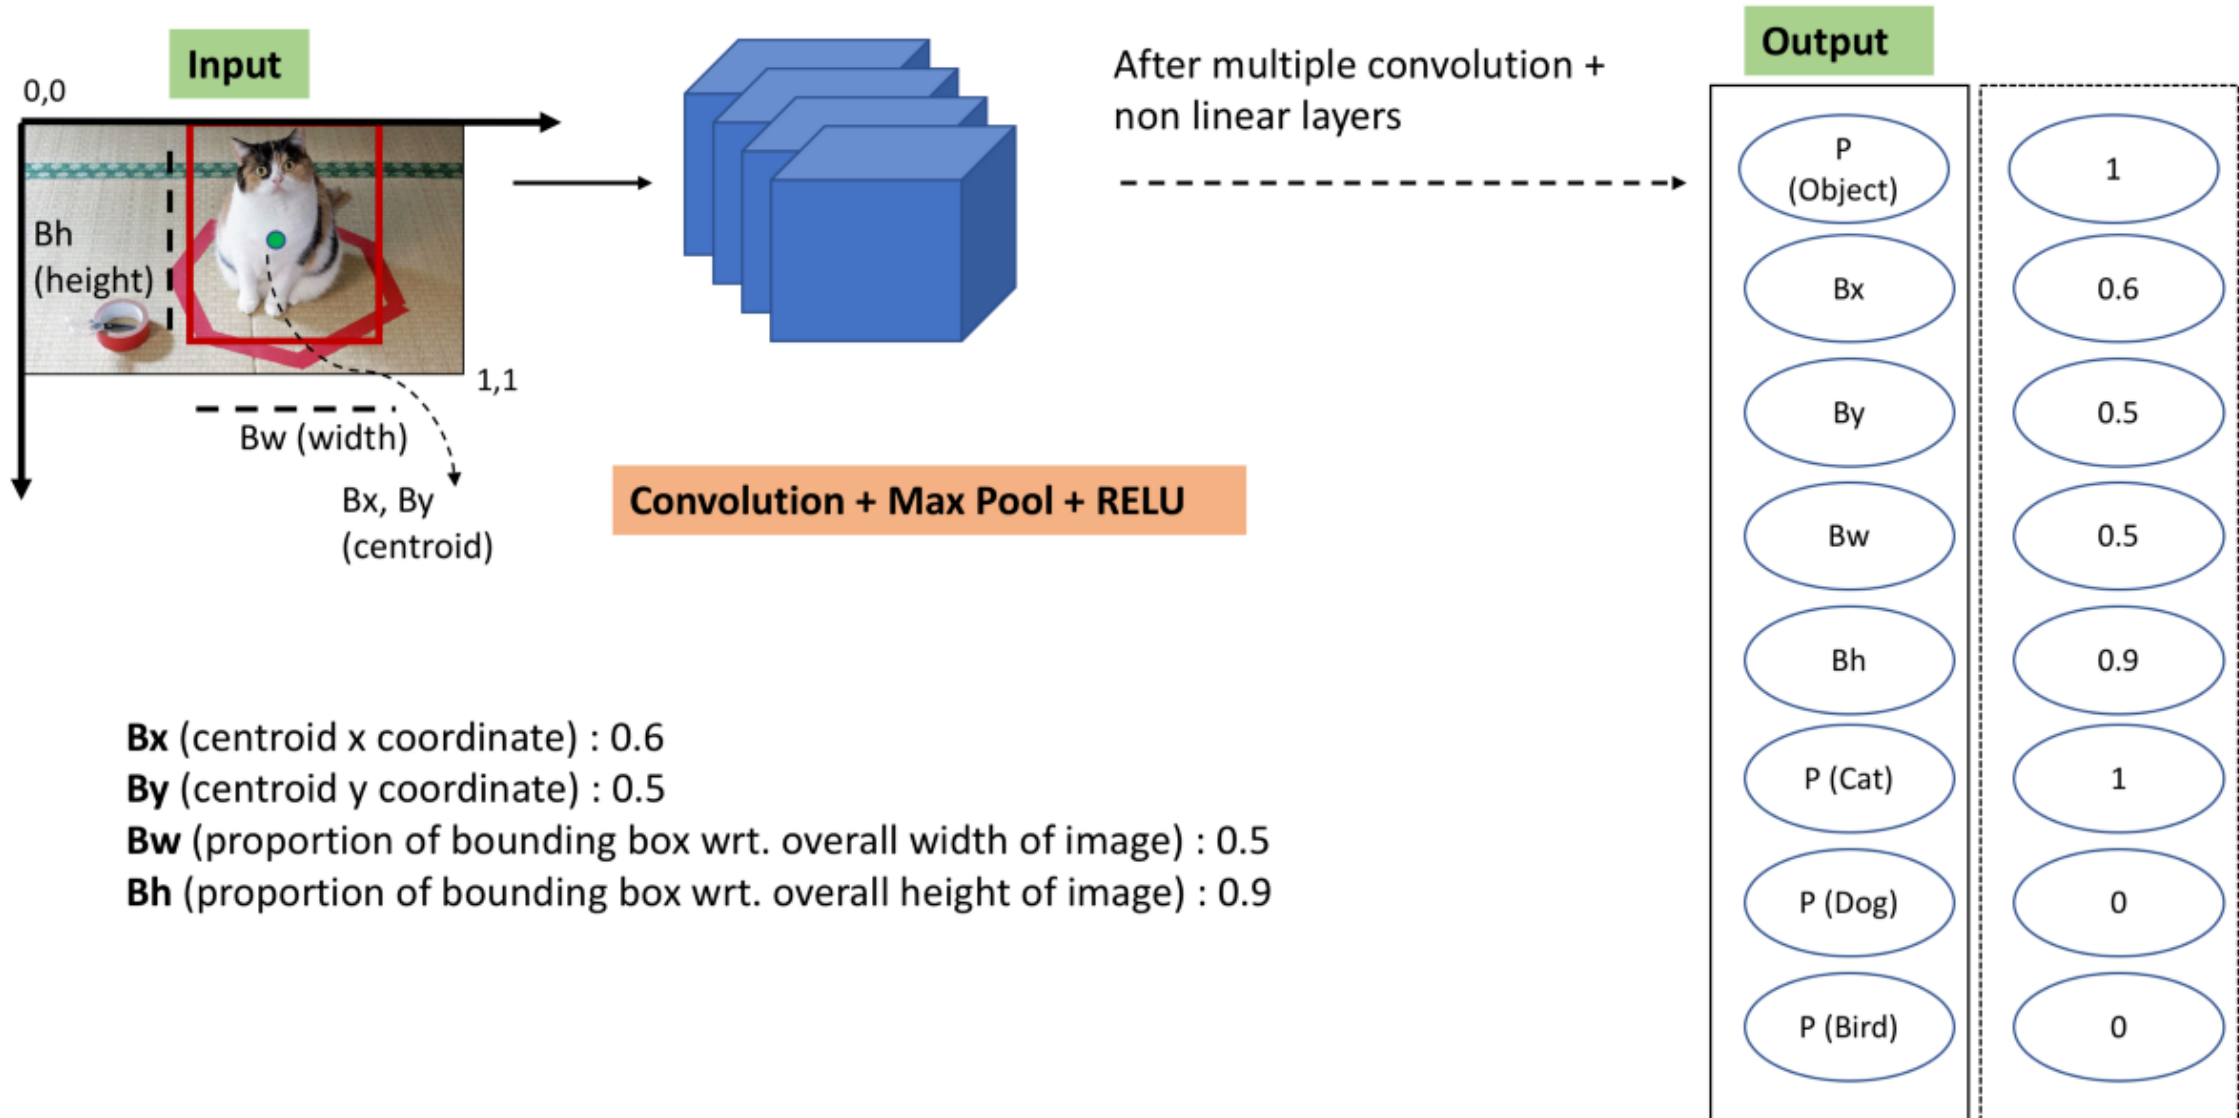 Input
0,0
Bh
(height)
1,1
Bw (width)
Bx, By
(centroid)
After multiple convolution +
non linear layers
Convolution + Max Pool + RELU
Bx (centroid x coordinate) : 0.6
By (centroid y coordinate) : 0.5
Bw (proportion of bounding box wrt. overall width of image) : 0.5
Bh (proportion of bounding box wrt. overall height of image) : 0.9
Output
P
(Object)
1
Bx
0.6
By
0.5
Bw
0.5
Bh
0.9
P (Cat)
1
P (Dog)
0
P (Bird)
0